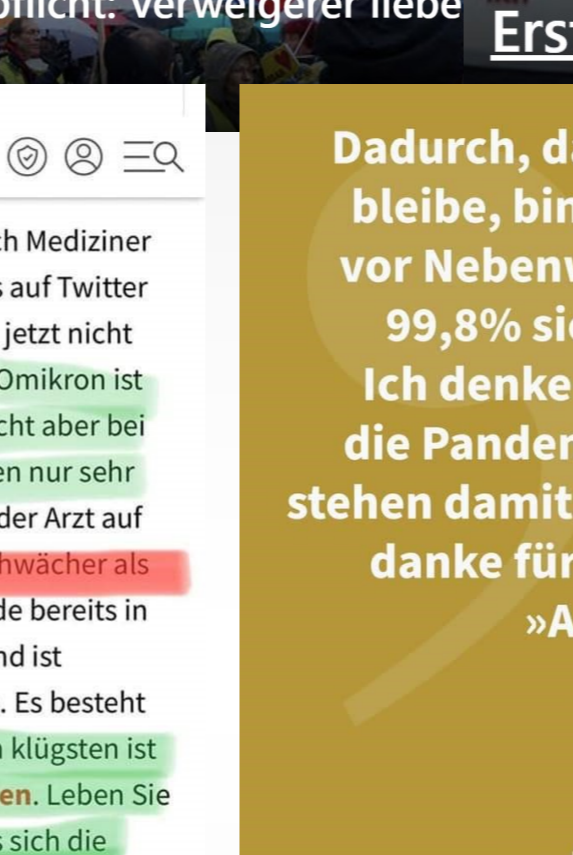 pflicht: Verweigerer liebe
Erst
ch Mediziner
s auf Twitter
jetzt nicht
Omikron ist
cht aber bei
en nur sehr
der Arzt auf
hwächer als
de bereits in
nd ist
. Es besteht
n klügsten ist
en. Leben Sie
s sich die
Dadurch, da
bleibe, bin
vor Nebenw
99,8% sic
Ich denke
die Pandem
stehen damit
danke für
»A